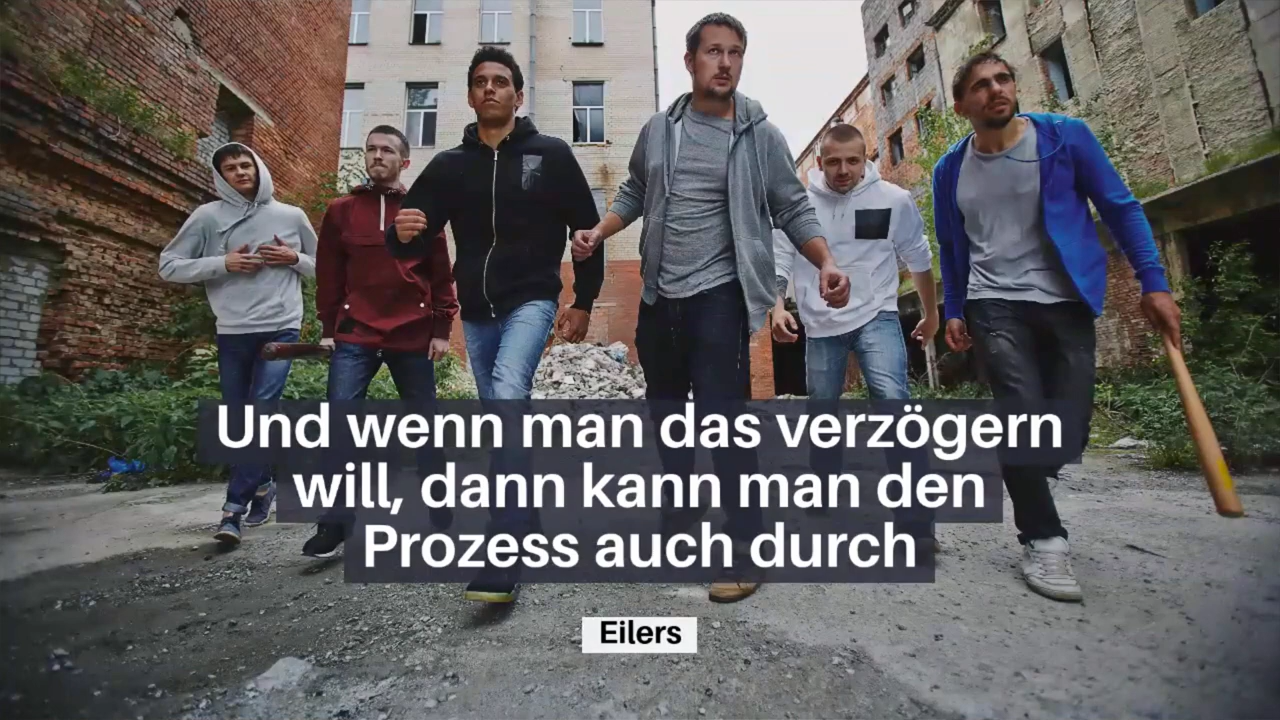 Und wenn man das verzögern
will, dann kann man den
Prozess auch durch
Eilers